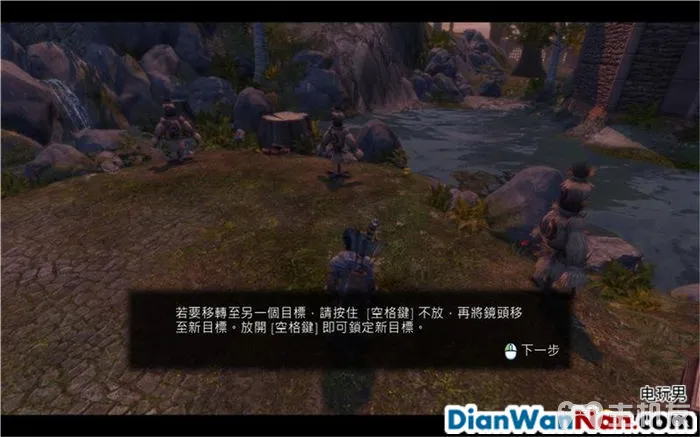 若要移轉至另一個目標，請按住 [空格鍵] 不放，再將鏡頭移
至新目標。放開 [空格鍵] 即可鎖定新目標。
下一步
电玩男
DianWanNan.com